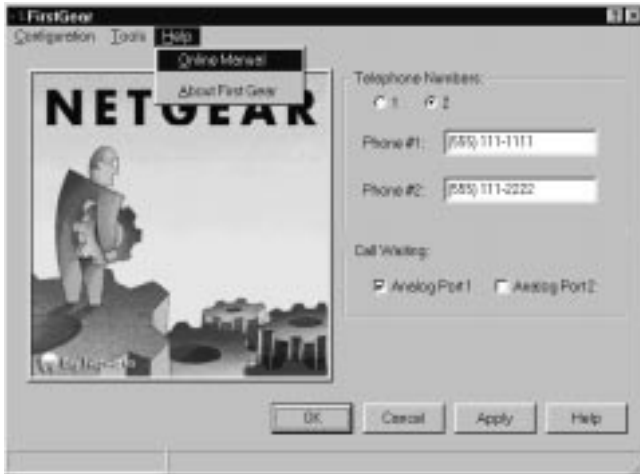 FirstGear
Configuration Tools Help
Online Manual
About First Gear
NETGEAR
Telephone Numbers:
1 2
Phone #1: (555) 111-1111
Phone #2: (555) 111-2222
Call Waiting:
Analog Port 1 Analog Port 2
OK Cancel Apply Help